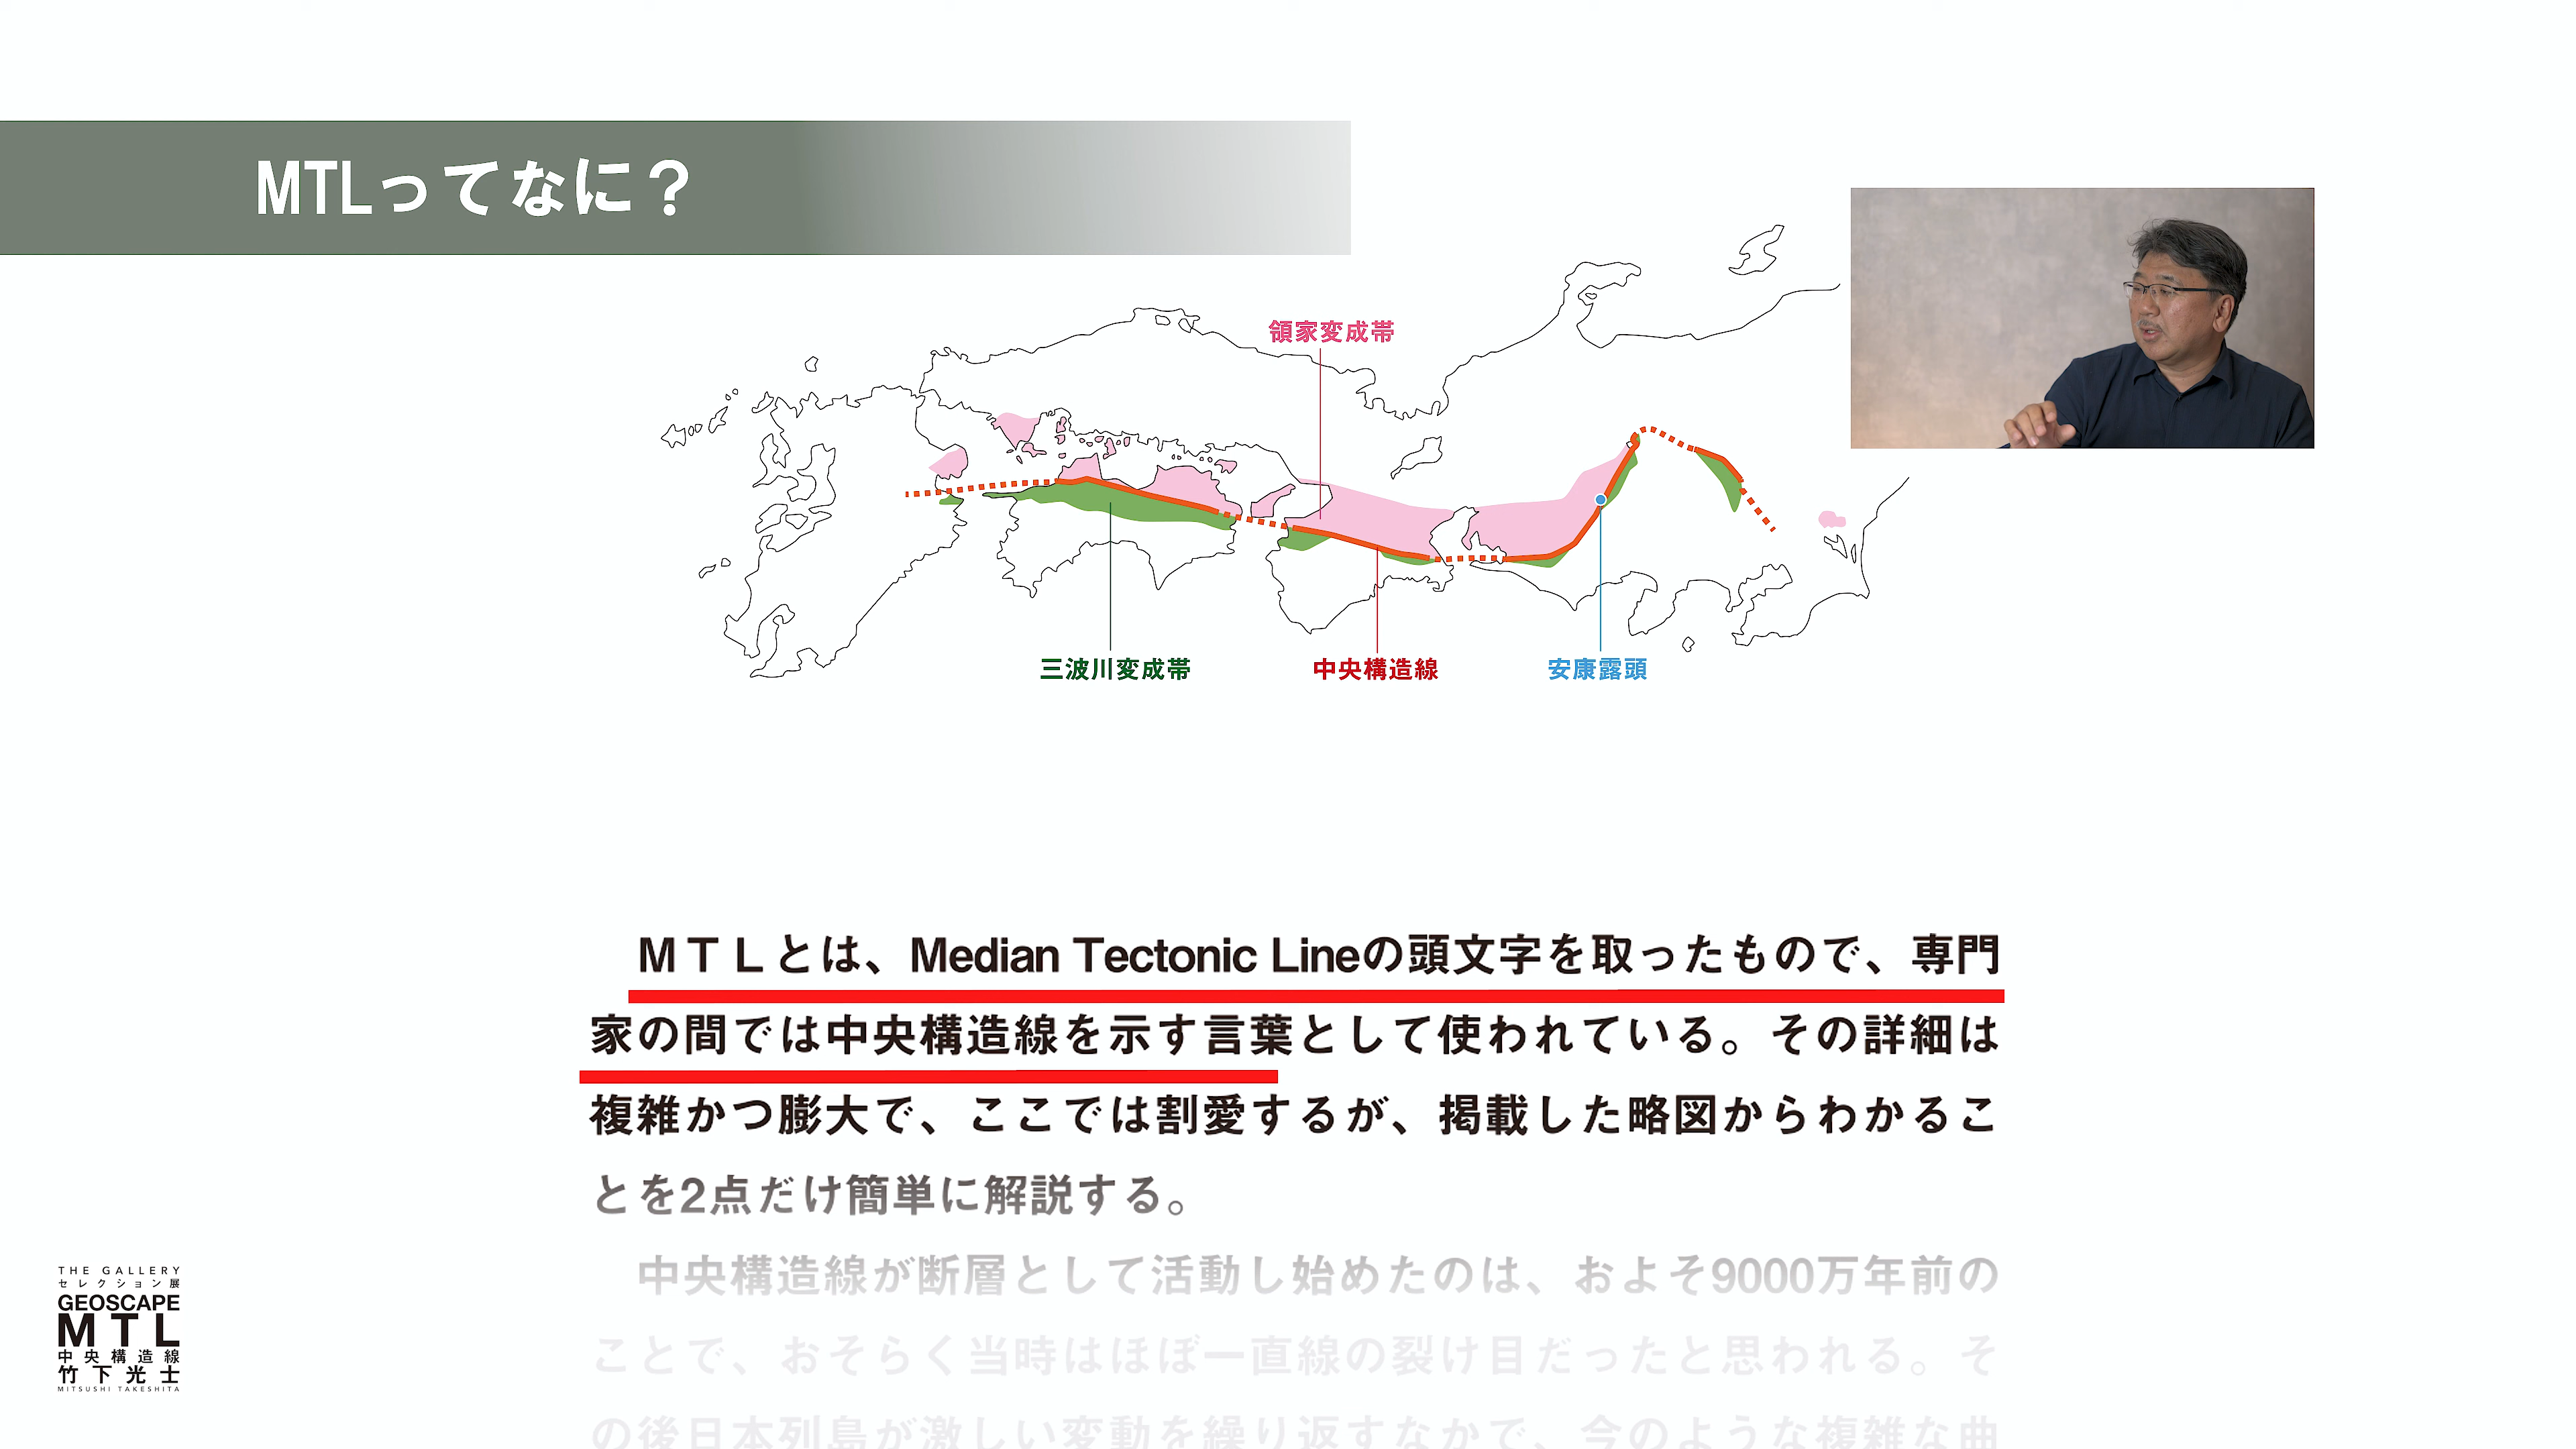 MTLってなに？
領家変成帯
三波川変成帯
中央構造線
安康露頭
ＭＴＬとは、Median Tectonic Lineの頭文字を取ったもので、専門
家の間では中央構造線を示す言葉として使われている。その詳細は
複雑かつ膨大で、ここでは割愛するが、掲載した略図からわかるこ
とを2点だけ簡単に解説する。
中央構造線が断層として活動し始めたのは、およそ9000万年前の
ことで、おそらく当時はほぼ一直線の裂け目だったと思われる。そ
の後日本列島が激しい変動を繰り返すなかで、今のような複雑な曲
THE GALLERY
セレクション展
GEOSCAPE
MTL
中央構造線
竹下光士
MITSUSHI TAKESHITA